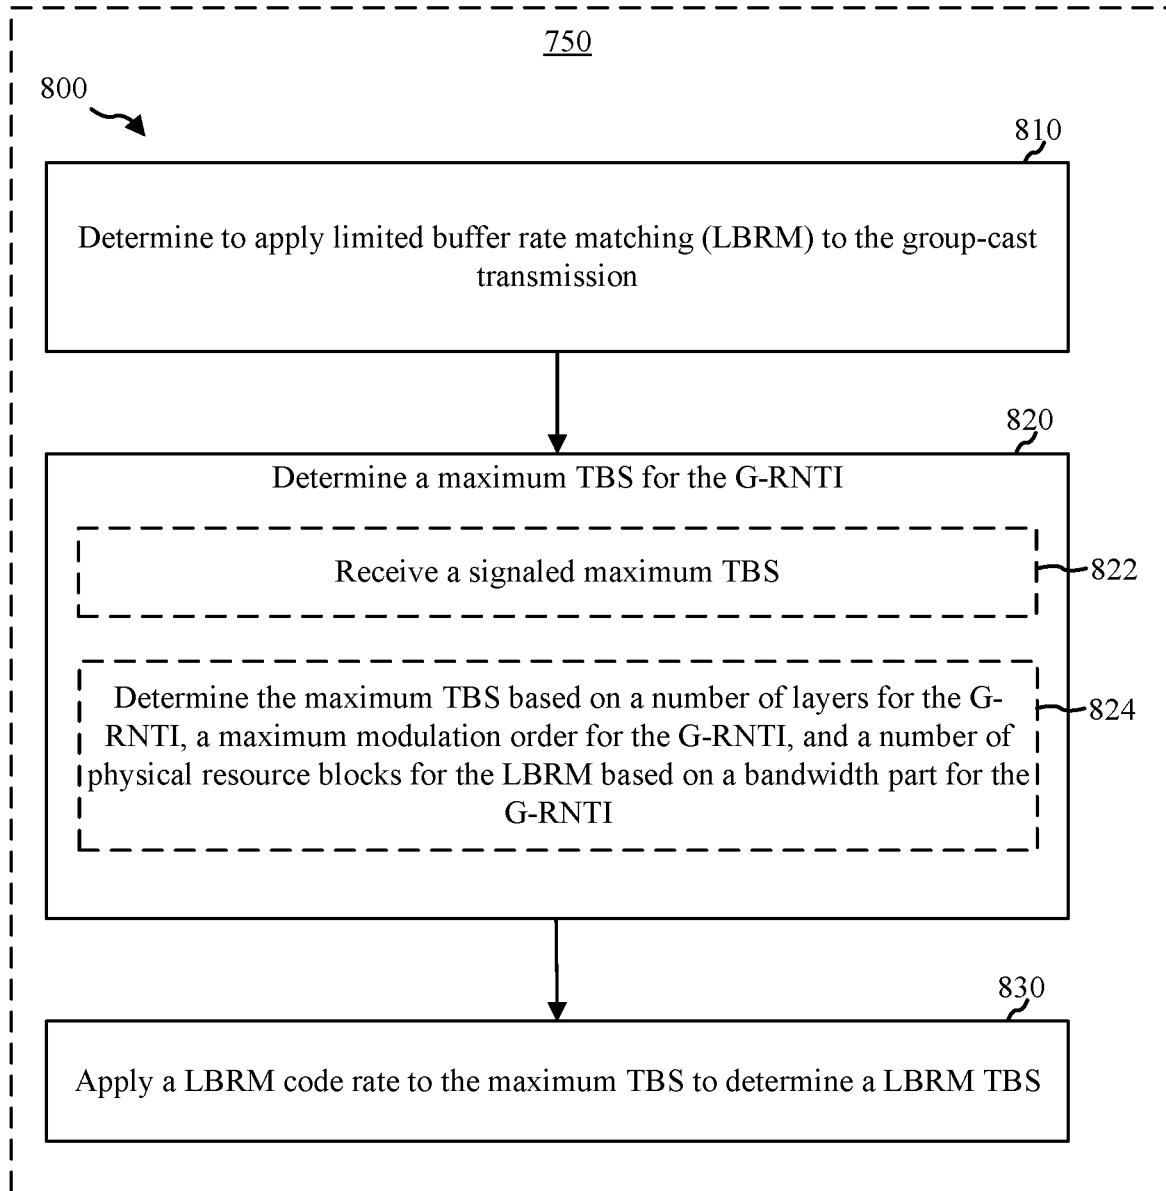 750
800
810
Determine to apply limited buffer rate matching (LBRM) to the group-cast
transmission
820
Determine a maximum TBS for the G-RNTI
Receive a signaled maximum TBS
822
Determine the maximum TBS based on a number of layers for the G-
RNTI, a maximum modulation order for the G-RNTI, and a number of
physical resource blocks for the LBRM based on a bandwidth part for the
G-RNTI
824
830
Apply a LBRM code rate to the maximum TBS to determine a LBRM TBS